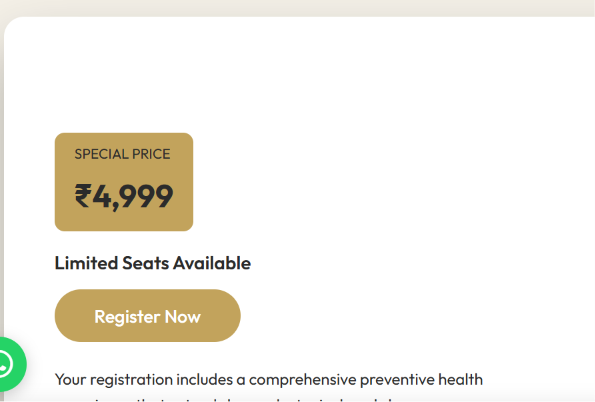 SPECIAL PRICE
₹4,999
Limited Seats Available
Register Now
Your registration includes a comprehensive preventive health